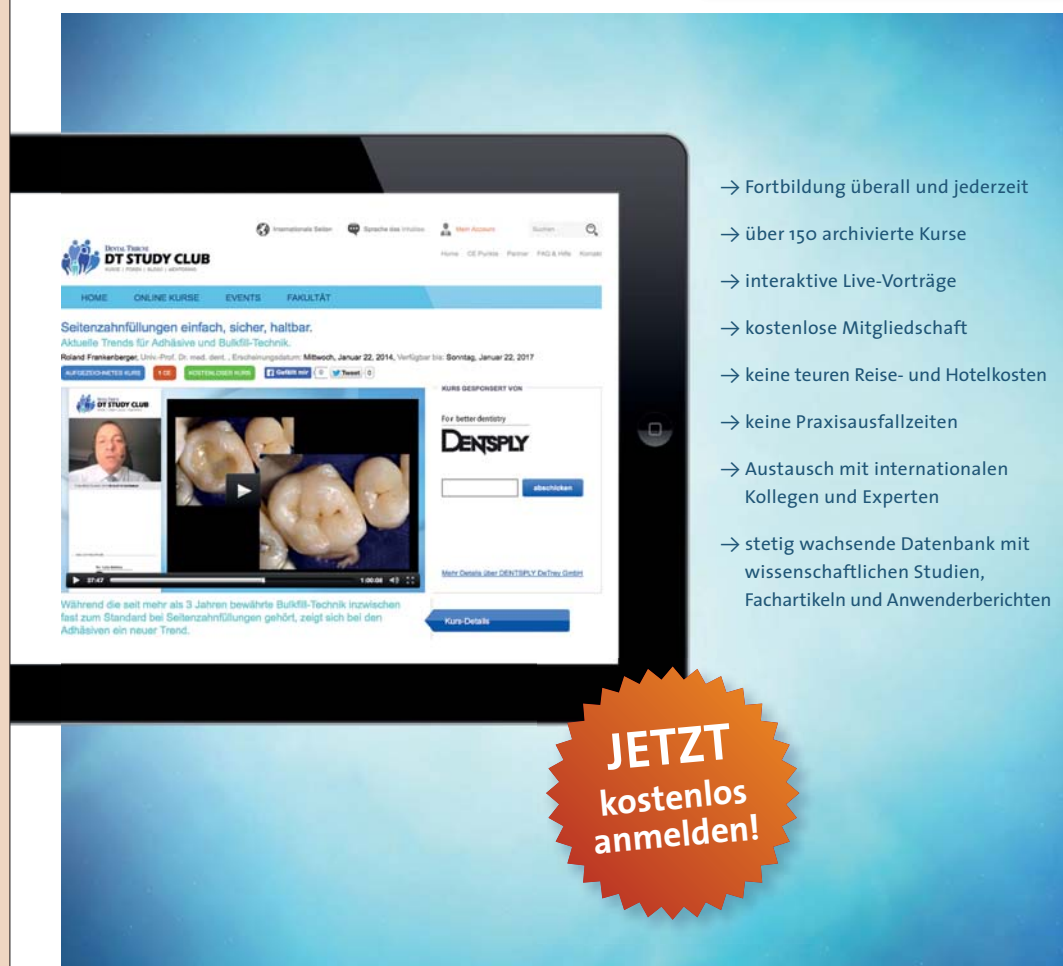 Internationale Seiten
Sprache des Inhaltes
Mein Account
Suchen
DENTAL TRIBUNE
DT STUDY CLUB
Home CE Punkte Partner FAQ & Hilfe Kontakt
HOME ONLINE KURSE EVENTS FAKULTÄT
Seitenzahnfüllungen einfach, sicher, haltbar.
Aktuelle Trends für Adhäsive und Bulkfill-Technik.
Roland Frankenberger, Univ.-Prof. Dr. med. dent. , Erscheinungsdatum: Mittwoch, Januar 22, 2014, Verfügbar bis: Sonntag, Januar 22, 2017
AUFGEZEICHNETER KURS 1 CE KOSTENLOSER KURS Gefällt mir 0 Tweet 0
DT STUDY CLUB
37:47 1:00:04
KURS GESPONSERT VON
For better dentistry
DENTSPLY
abschicken
Mehr Details über DENTSPLY DeTrey GmbH
Während die seit mehr als 3 Jahren bewährte Bulkfill-Technik inzwischen
fast zum Standard bei Seitenzahnfüllungen gehört, zeigt sich bei den
Adhäsiven ein neuer Trend.
Kurs-Details
→ Fortbildung überall und jederzeit
→ über 150 archivierte Kurse
→ interaktive Live-Vorträge
→ kostenlose Mitgliedschaft
→ keine teuren Reise- und Hotelkosten
→ keine Praxisausfallzeiten
→ Austausch mit internationalen
Kollegen und Experten
→ stetig wachsende Datenbank mit
wissenschaftlichen Studien,
Fachartikeln und Anwenderberichten
JETZT
kostenlos
anmelden!